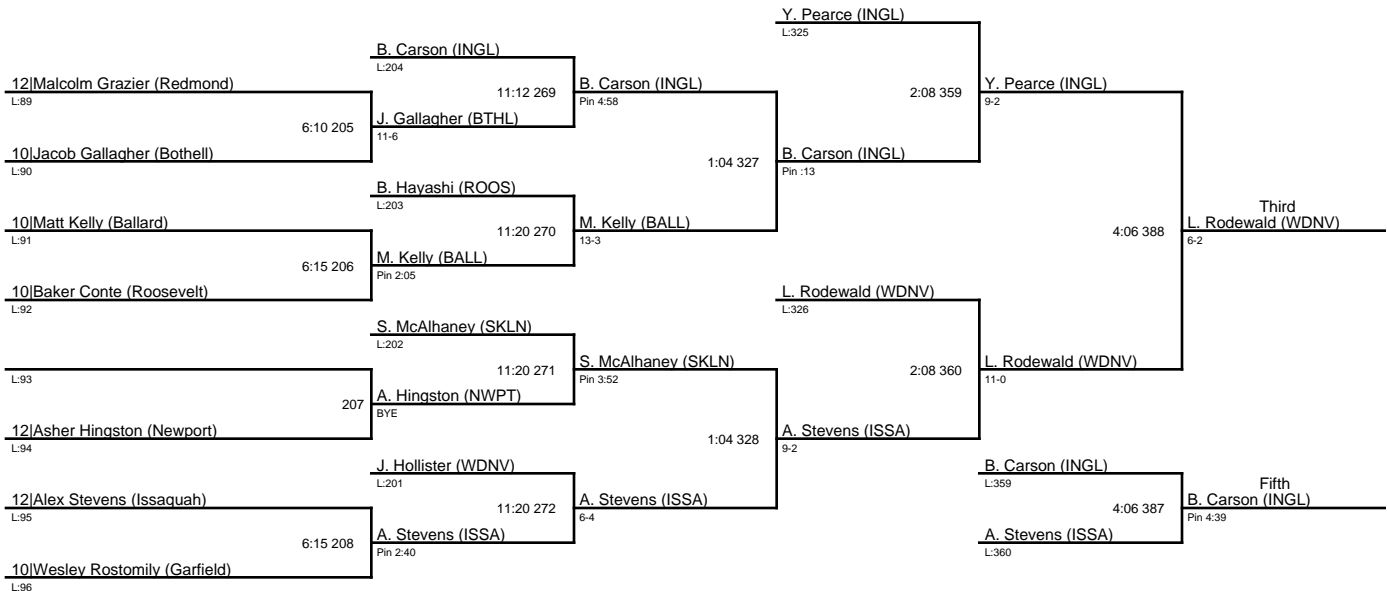 Y. Pearce (INGL)
L:325
B. Carson (INGL)
L:204
12|Malcolm Grazier (Redmond)
L:89
11:12 269
B. Carson (INGL)
Pin 4:58
2:08 359
Y. Pearce (INGL)
9-2
6:10 205
J. Gallagher (BTHL)
11-6
10|Jacob Gallagher (Bothell)
L:90
1:04 327
B. Carson (INGL)
Pin :13
B. Hayashi (ROOS)
L:203
10|Matt Kelly (Ballard)
L:91
11:20 270
M. Kelly (BALL)
13-3
4:06 388
Third
L. Rodewald (WDNV)
6-2
6:15 206
M. Kelly (BALL)
Pin 2:05
10|Baker Conte (Roosevelt)
L:92
L. Rodewald (WDNV)
L:326
S. McAlhaney (SKLN)
L:202
L:93
11:20 271
S. McAlhaney (SKLN)
Pin 3:52
2:08 360
L. Rodewald (WDNV)
11-0
207
A. Hingston (NWPT)
BYE
12|Asher Hingston (Newport)
L:94
1:04 328
A. Stevens (ISSA)
9-2
J. Hollister (WDNV)
L:201
B. Carson (INGL)
L:359
12|Alex Stevens (Issaquah)
L:95
11:20 272
A. Stevens (ISSA)
6-4
4:06 387
Fifth
B. Carson (INGL)
Pin 4:39
6:15 208
A. Stevens (ISSA)
Pin 2:40
A. Stevens (ISSA)
L:360
10|Wesley Rostomily (Garfield)
L:96